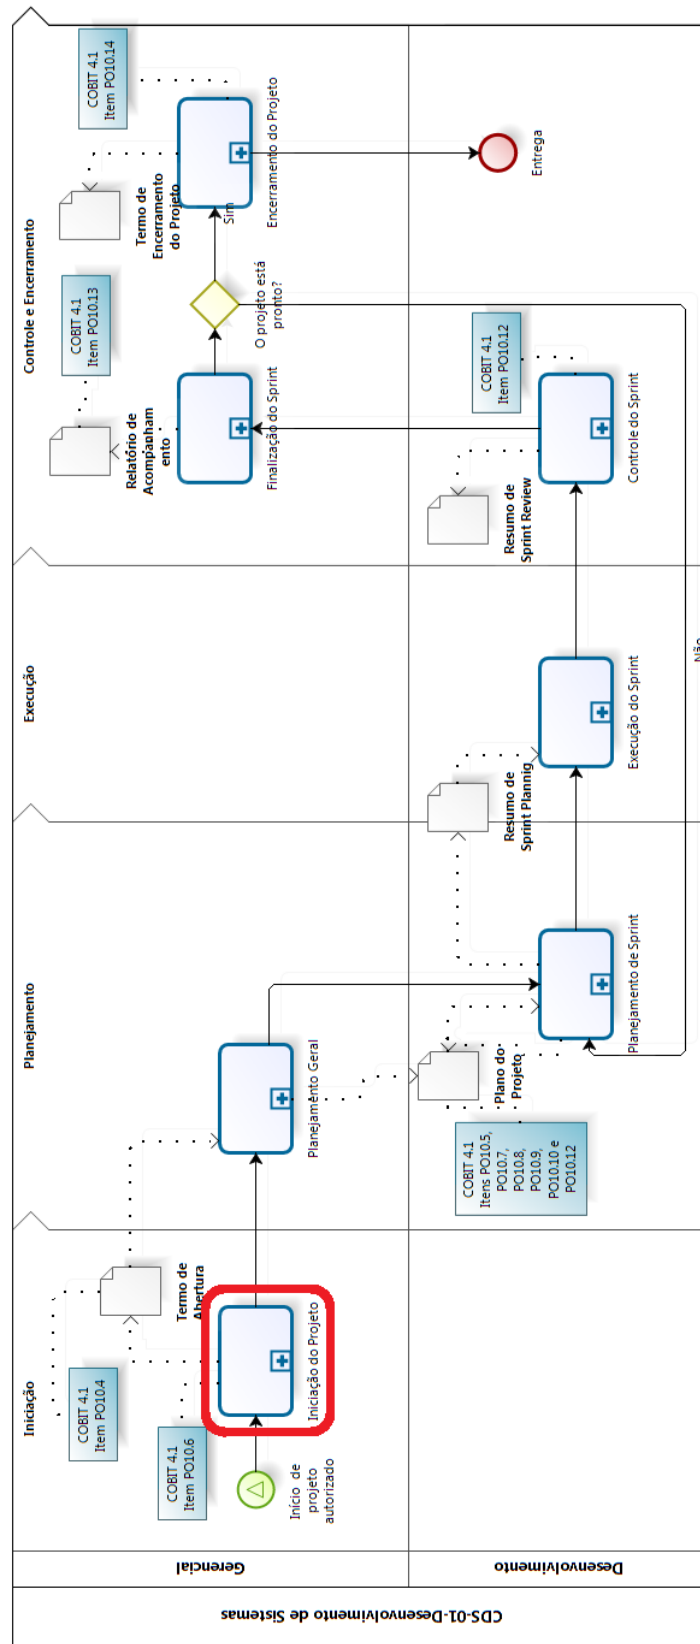 CDS-01-Desenvolvimento de Sistemas
Gerencial
Desenvolvimento
Iniciação
Planejamento
Execução
Controle e Encerramento
COBIT 4.1
Item PO10.4
COBIT 4.1
Item PO10.6
Termo de
Abertura
Início de
projeto
autorizado
Iniciação do Projeto
Planejamento Geral
COBIT 4.1
Itens PO10.5,
PO10.7,
PO10.8,
PO10.9,
PO10.10 e
PO10.12
Plano do
Projeto
Planejamento de Sprint
Resumo de
Sprint Plannig
Execução do Sprint
Resumo de
Sprint Review
COBIT 4.1
Item PO10.12
Controle do Sprint
Relatório de
Acompanham
ento
COBIT 4.1
Item PO10.13
Finalização do Sprint
O projeto está
pronto?
Sim
Não
Termo de
Encerramento
do Projeto
COBIT 4.1
Item PO10.14
Encerramento do Projeto
Entrega